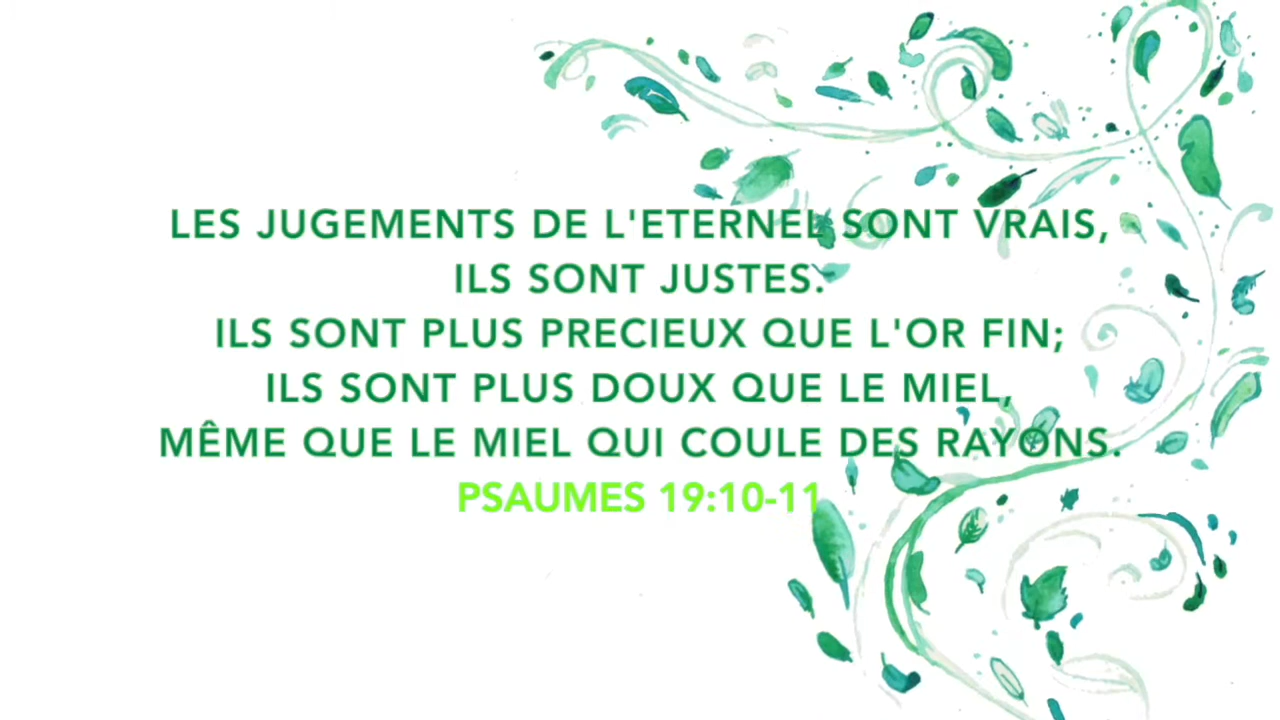 LES JUGEMENTS DE L'ETERNEL SONT VRAIS,
ILS SONT JUSTES.
ILS SONT PLUS PRECIEUX QUE L'OR FIN;
ILS SONT PLUS DOUX QUE LE MIEL,
MÊME QUE LE MIEL QUI COULE DES RAYONS.
PSAUMES 19:10-11